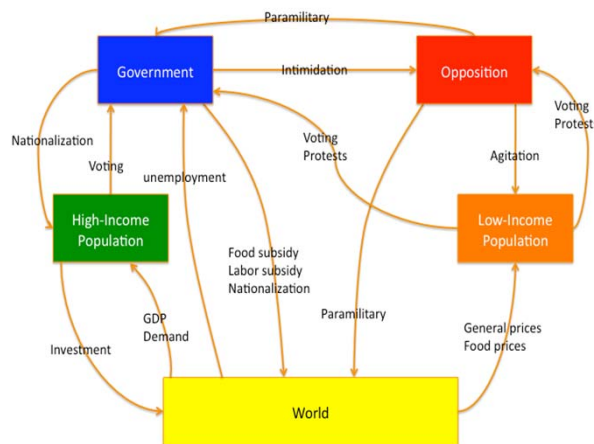 Paramilitary
Government
Intimidation
Opposition
Nationalization
Voting
Voting
Protests
Voting
Protest
unemployment
Agitation
High-Income
Population
Low-Income
Population
Food subsidy
Labor subsidy
Nationalization
GDP
Demand
Paramilitary
General prices
Food prices
Investment
World